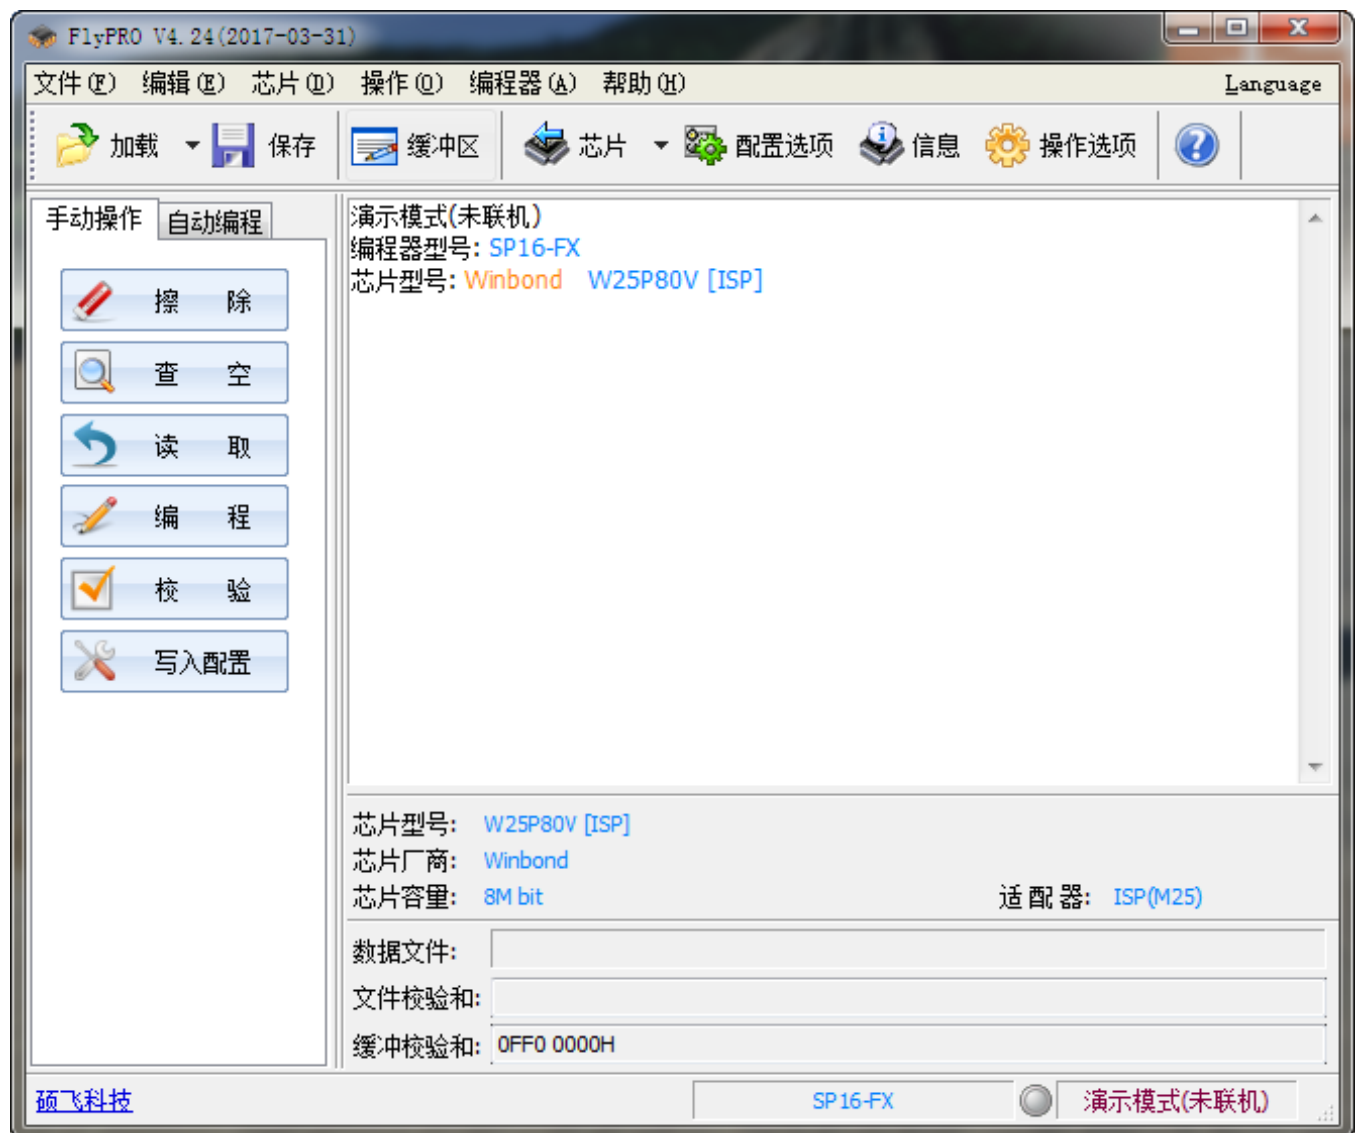 FlyPRO V4.24(2017-03-31)
文件(F) 编辑(E) 芯片(D) 操作(O) 编程器(A) 帮助(H) Language
加载 保存 缓冲区 芯片 配置选项 信息 操作选项
手动操作 自动编程
擦 除
查 空
读 取
编 程
校 验
写入配置
演示模式(未联机)
编程器型号: SP16-FX
芯片型号: Winbond W25P80V [ISP]
芯片型号: W25P80V [ISP]
芯片厂商: Winbond
芯片容量: 8M bit 适 配 器: ISP(M25)
数据文件:
文件校验和:
缓冲校验和: 0FF0 0000H
硕飞科技 SP16-FX 演示模式(未联机)